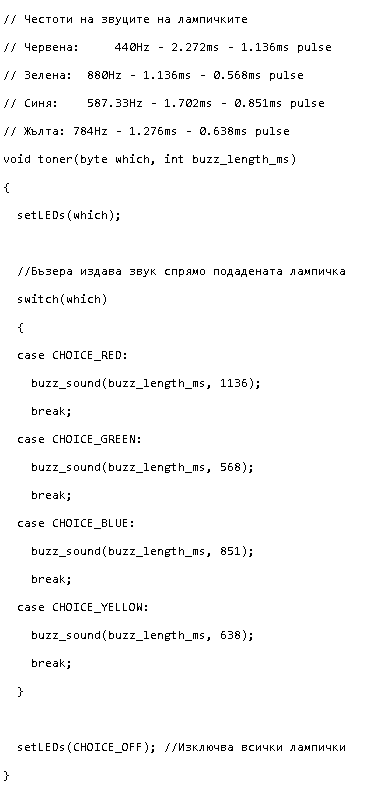 // Честоти на звуците на лампичките
// Червена:     440Hz - 2.272ms - 1.136ms pulse
// Зелена:  880Hz - 1.136ms - 0.568ms pulse
// Синя:    587.33Hz - 1.702ms - 0.851ms pulse
// Жълта: 784Hz - 1.276ms - 0.638ms pulse
void toner(byte which, int buzz_length_ms)
{
  setLEDs(which);

  //Бъзера издава звук спрямо подадената лампичка
  switch(which)
  {
  case CHOICE_RED:
    buzz_sound(buzz_length_ms, 1136);
    break;
  case CHOICE_GREEN:
    buzz_sound(buzz_length_ms, 568);
    break;
  case CHOICE_BLUE:
    buzz_sound(buzz_length_ms, 851);
    break;
  case CHOICE_YELLOW:
    buzz_sound(buzz_length_ms, 638);
    break;
  }

  setLEDs(CHOICE_OFF); //Изключва всички лампички
}